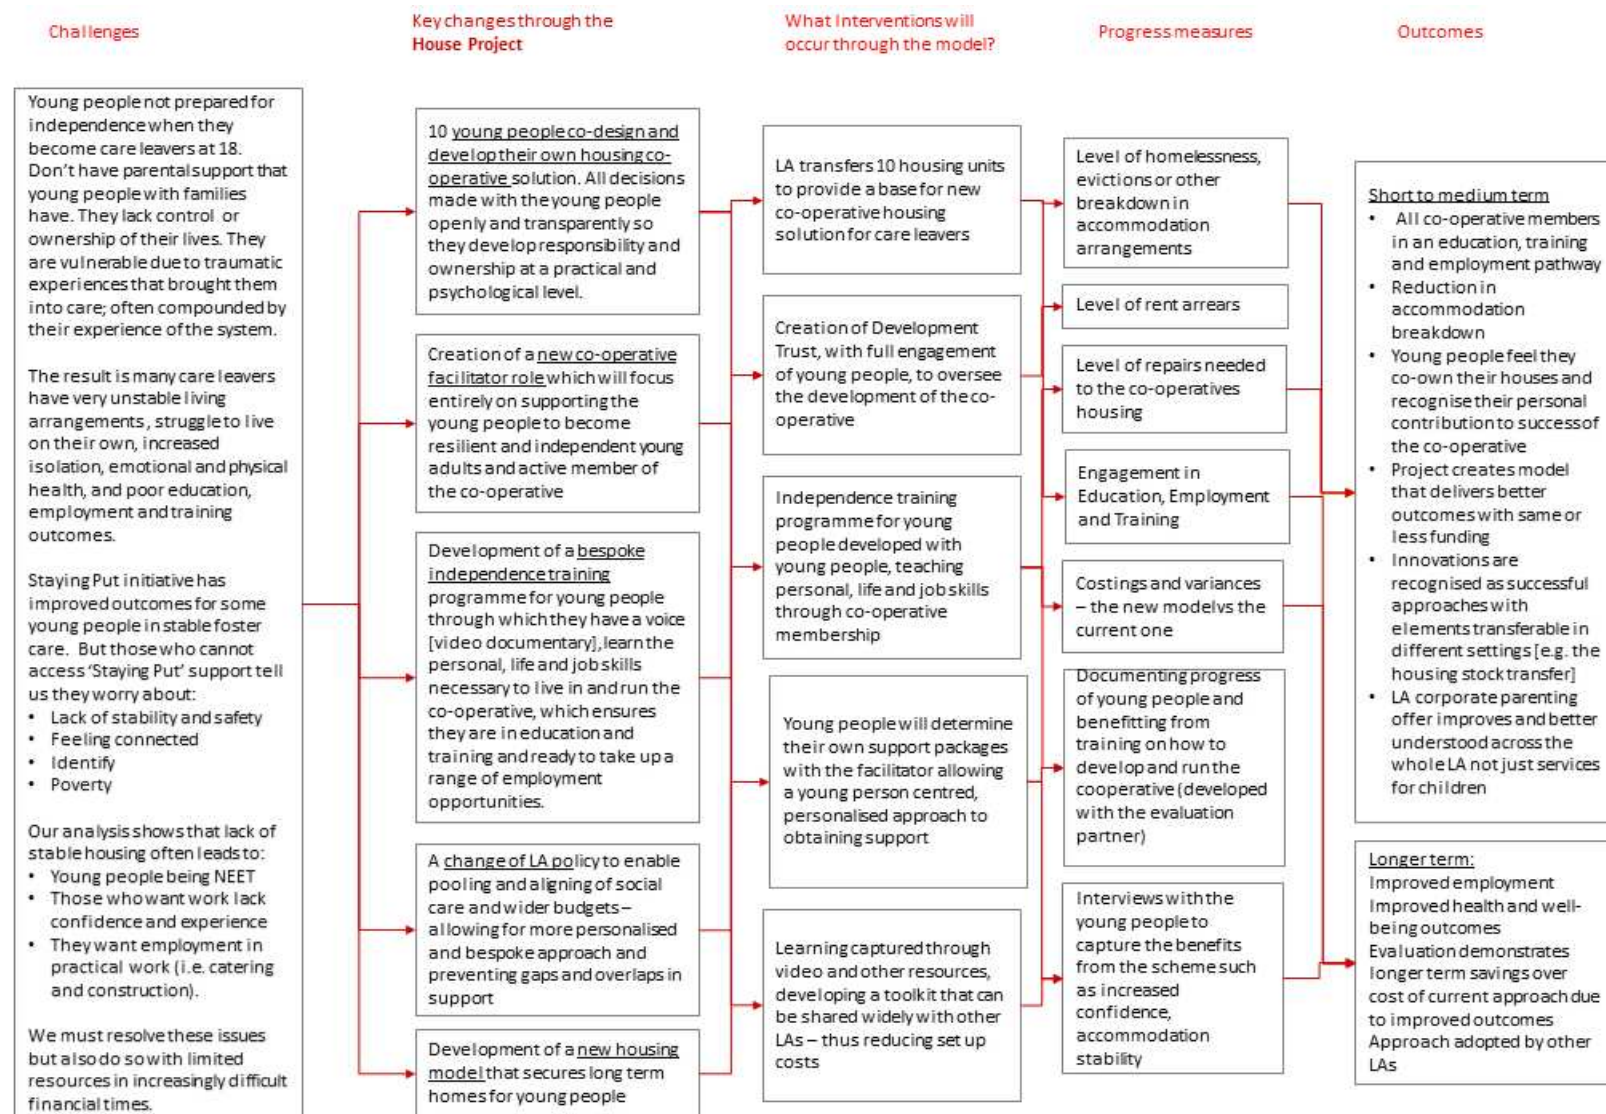 Challenges
Key changes through the
House Project
What Interventions will
occur through the model?
Progress measures
Outcomes
Young people not prepared for
independence when they
become care leavers at 18.
Don't have parental support that
young people with families
have. They lack control or
ownership of their lives. They
are vulnerable due to traumatic
experiences that brought them
into care; often compounded by
their experience of the system.
The result is many care leavers
have very unstable living
arrangements, struggle to live
on their own, increased
isolation, emotional and physical
health, and poor education,
employment and training
outcomes.
Staying Put initiative has
improved outcomes for some
young people in stable foster
care. But those who cannot
access 'Staying Put' support tell
us they worry about:
• Lack of stability and safety
• Feeling connected
• Identify
• Poverty
Our analysis shows that lack of
stable housing often leads to:
• Young people being NEET
• Those who want work lack
confidence and experience
• They want employment in
practical work (i.e. catering
and construction).
We must resolve these issues
but also do so with limited
resources in increasingly difficult
financial times.
10 young people co-design and
develop their own housing co-
operative solution. All decisions
made with the young people
openly and transparently so
they develop responsibility and
ownership at a practical and
psychological level.
Creation of a new co-operative
facilitator role which will focus
entirely on supporting the
young people to become
resilient and independent young
adults and active member of
the co-operative
Development of a bespoke
independence training
programme for young people
through which they have a voice
[video documentary], learn the
personal, life and job skills
necessary to live in and run the
co-operative, which ensures
they are in education and
training and ready to take up a
range of employment
opportunities.
A change of LA policy to enable
pooling and aligning of social
care and wider budgets –
allowing for more personalised
and bespoke approach and
preventing gaps and overlaps in
support
Development of a new housing
model that secures long term
homes for young people
LA transfers 10 housing units
to provide a base for new
co-operative housing
solution for care leavers
Creation of Development
Trust, with full engagement
of young people, to oversee
the development of the co-
operative
Independence training
programme for young
people developed with
young people, teaching
personal, life and job skills
through co-operative
membership
Young people will determine
their own support packages
with the facilitator allowing
a young person centred,
personalised approach to
obtaining support
Learning captured through
video and other resources,
developing a toolkit that can
be shared widely with other
LAs – thus reducing set up
costs
Level of homelessness,
evictions or other
breakdown in
accommodation
arrangements
Level of rent arrears
Level of repairs needed
to the co-operatives
housing
Engagement in
Education, Employment
and Training
Costings and variances
– the new model vs the
current one
Documenting progress
of young people and
benefitting from
training on how to
develop and run the
cooperative (developed
with the evaluation
partner)
Interviews with the
young people to
capture the benefits
from the scheme such
as increased
confidence,
accommodation
stability
Short to medium term
• All co-operative members
in an education, training
and employment pathway
• Reduction in
accommodation
breakdown
• Young people feel they
co-own their houses and
recognise their personal
contribution to success of
the co-operative
• Project creates model
that delivers better
outcomes with same or
less funding
• Innovations are
recognised as successful
approaches with
elements transferable in
different settings [e.g. the
housing stock transfer]
• LA corporate parenting
offer improves and better
understood across the
whole LA not just services
for children
Longer term:
Improved employment
Improved health and well-
being outcomes
Evaluation demonstrates
longer term savings over
cost of current approach due
to improved outcomes
Approach adopted by other
LAs